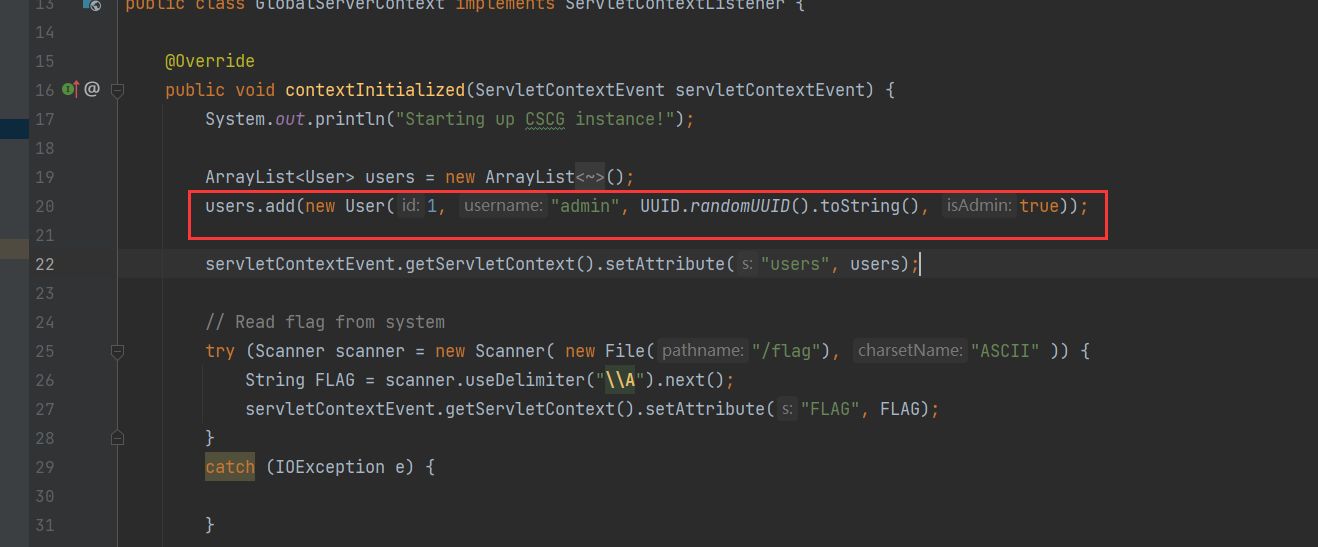 13 public class GlobalServerContext implements ServletContextListener {
14
15 @Override
16 @ public void contextInitialized(ServletContextEvent servletContextEvent) {
17 System.out.println("Starting up CSCG instance!");
18
19 ArrayList<User> users = new ArrayList<~>();
20 users.add(new User( id: 1, username: "admin", UUID.randomUUID().toString(), isAdmin: true));
21
22 servletContextEvent.getServletContext().setAttribute( s: "users", users);
23
24 // Read flag from system
25 try (Scanner scanner = new Scanner( new File( pathname: "/flag"), charsetName: "ASCII" )) {
26 String FLAG = scanner.useDelimiter("\\A").next();
27 servletContextEvent.getServletContext().setAttribute( s: "FLAG", FLAG);
28 }
29 catch (IOException e) {
30
31 }